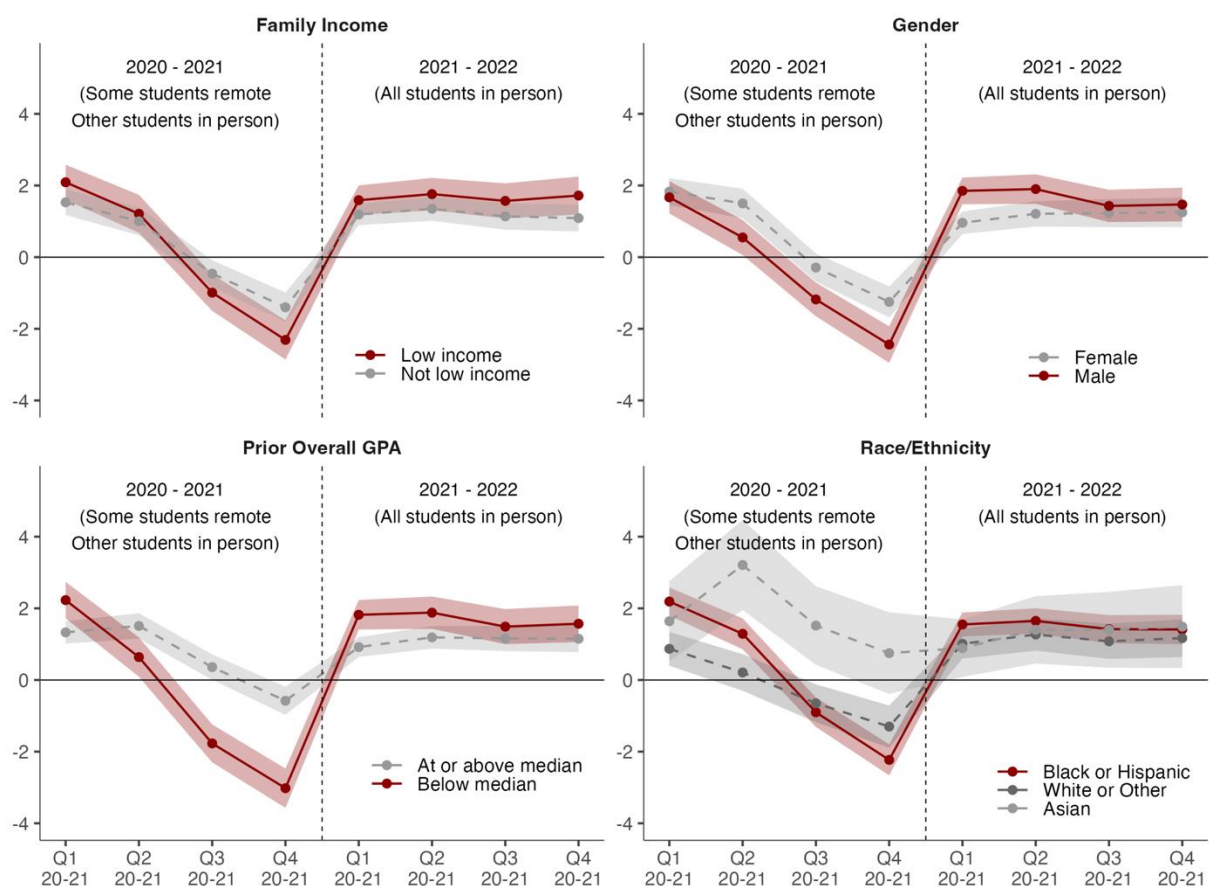 Family Income
2020 - 2021
(Some students remote
Other students in person)
2021 - 2022
(All students in person)
4
2
0
-2
-4
Low income
Not low income
Gender
2020 - 2021
(Some students remote
Other students in person)
2021 - 2022
(All students in person)
4
2
0
-2
-4
Female
Male
Prior Overall GPA
2020 - 2021
(Some students remote
Other students in person)
2021 - 2022
(All students in person)
4
2
0
-2
-4
At or above median
Below median
Q1 Q2 Q3 Q4 Q1 Q2 Q3 Q4
20-21 20-21 20-21 20-21 20-21 20-21 20-21 20-21
Race/Ethnicity
2020 - 2021
(Some students remote
Other students in person)
2021 - 2022
(All students in person)
4
2
0
-2
-4
Black or Hispanic
White or Other
Asian
Q1 Q2 Q3 Q4 Q1 Q2 Q3 Q4
20-21 20-21 20-21 20-21 20-21 20-21 20-21 20-21